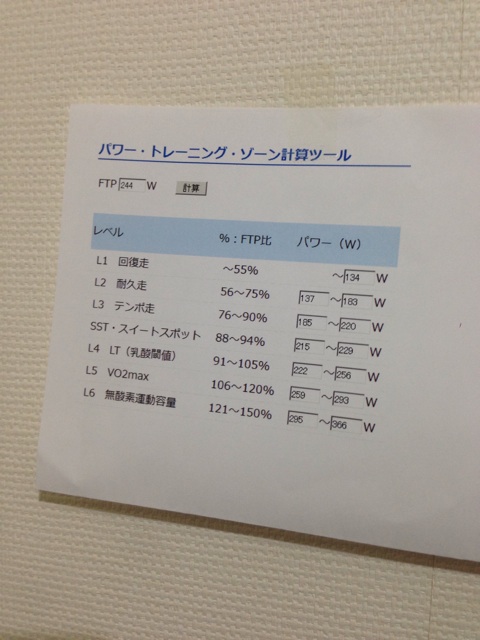 パワー・トレーニング・ゾーン計算ツール
FTP 244 W 計算
レベル %：FTP比 パワー（W）
L1 回復走 ～55% ～134 W
L2 耐久走 56～75% 137 ～183 W
L3 テンポ走 76～90% 185 ～220 W
SST・スイートスポット 88～94% 215 ～229 W
L4 LT（乳酸閾値） 91～105% 222 ～256 W
L5 VO2max 106～120% 259 ～293 W
L6 無酸素運動容量 121～150% 295 ～366 W